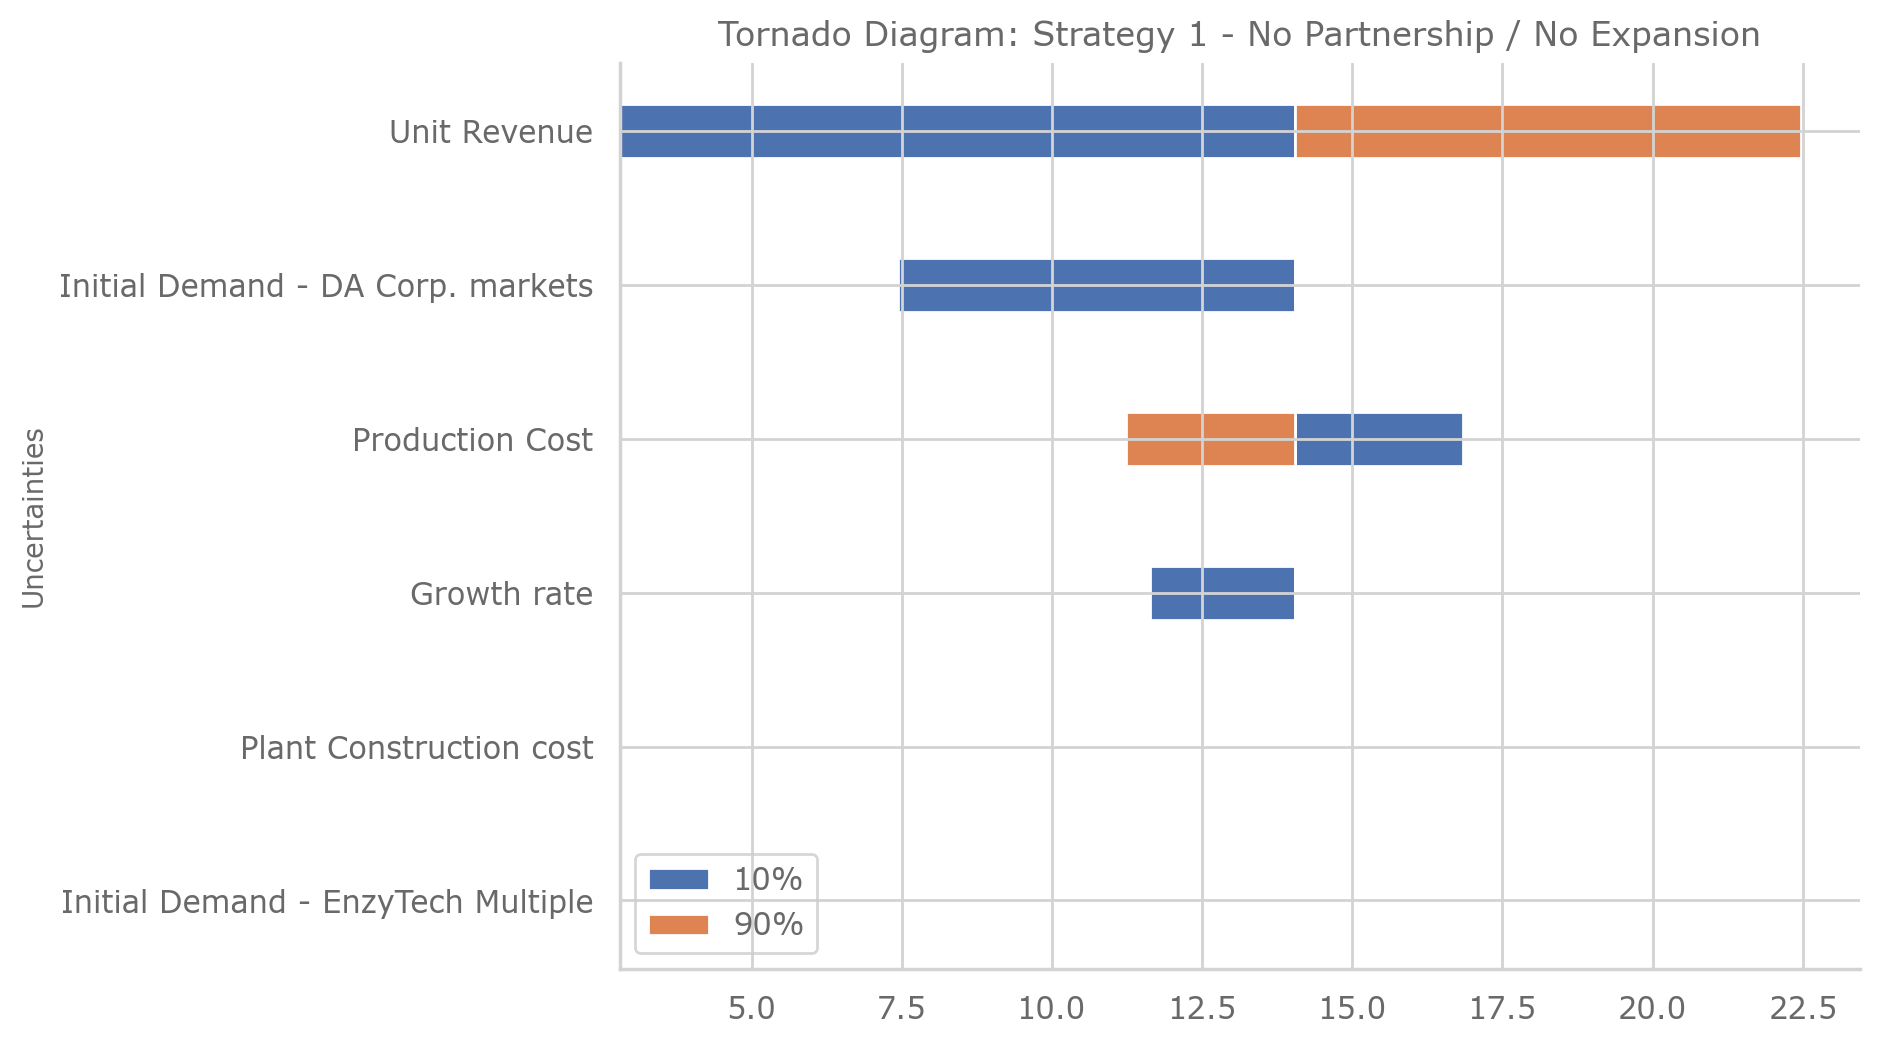 Tornado Diagram: Strategy 1 - No Partnership / No Expansion
Uncertainties
Unit Revenue
Initial Demand - DA Corp. markets
Production Cost
Growth rate
Plant Construction cost
Initial Demand - EnzyTech Multiple
10%
90%
5.0 7.5 10.0 12.5 15.0 17.5 20.0 22.5